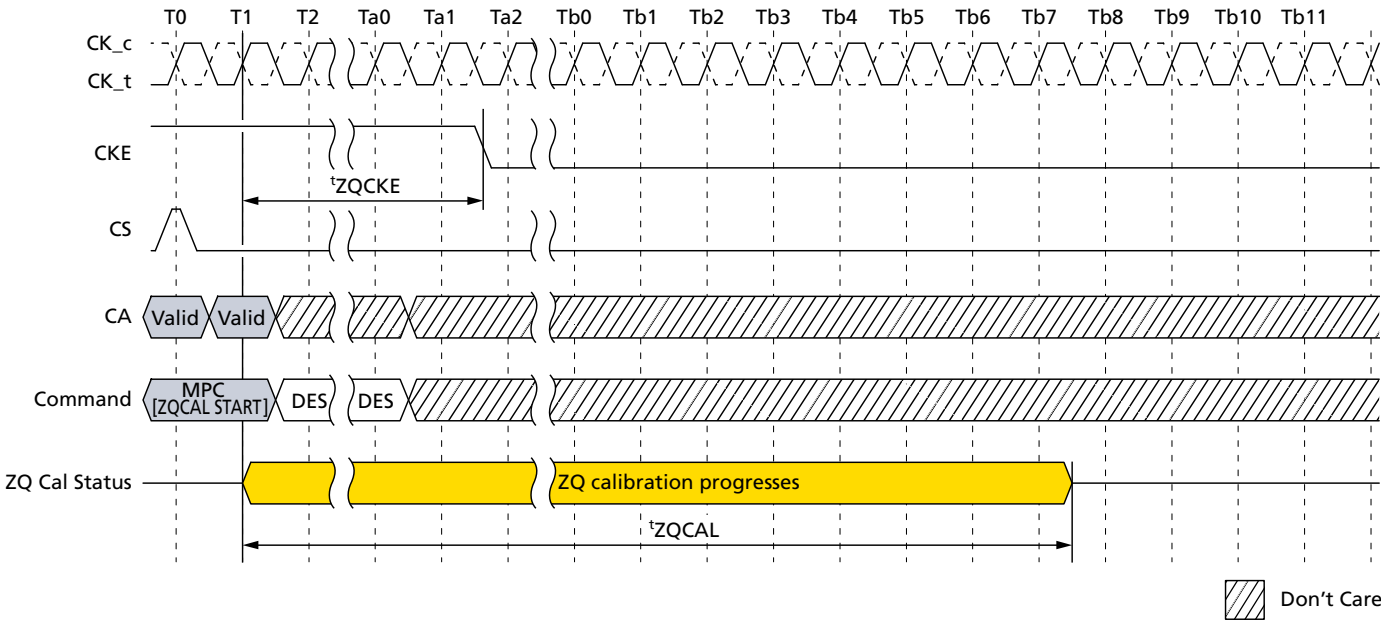 T0 T1 T2 Ta0 Ta1 Ta2 Tb0 Tb1 Tb2 Tb3 Tb4 Tb5 Tb6 Tb7 Tb8 Tb9 Tb10 Tb11
CK_c
CK_t
CKE
tZQCKE
CS
CA Valid Valid
MPC
Command [ZQCAL START] DES DES
ZQ Cal Status ZQ calibration progresses
tZQCAL
Don't Care